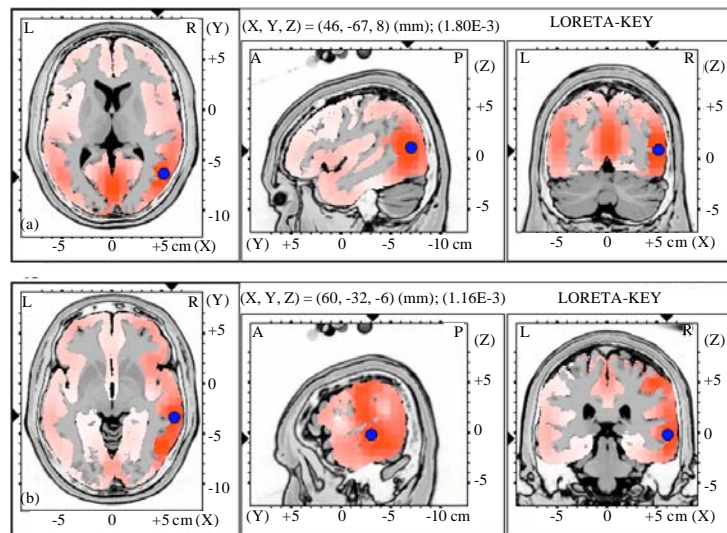 L R (Y) (X, Y, Z) = (46, -67, 8) (mm); (1.80E-3) LORETA-KEY
A P (Z) L R (Z)
+5 +5 +5
0 0 0
-5 -5 -5
-10
(a)
-5 0 +5 cm (X) (Y) +5 0 -5 -10 cm -5 0 +5 cm (X)
L R (Y) (X, Y, Z) = (60, -32, -6) (mm); (1.16E-3) LORETA-KEY
A P (Z) L R (Z)
+5 +5 +5
0 0 0
-5 -5 -5
-10
(b)
-5 0 +5 cm (X) (Y) +5 0 -5 -10 cm -5 0 +5 cm (X)